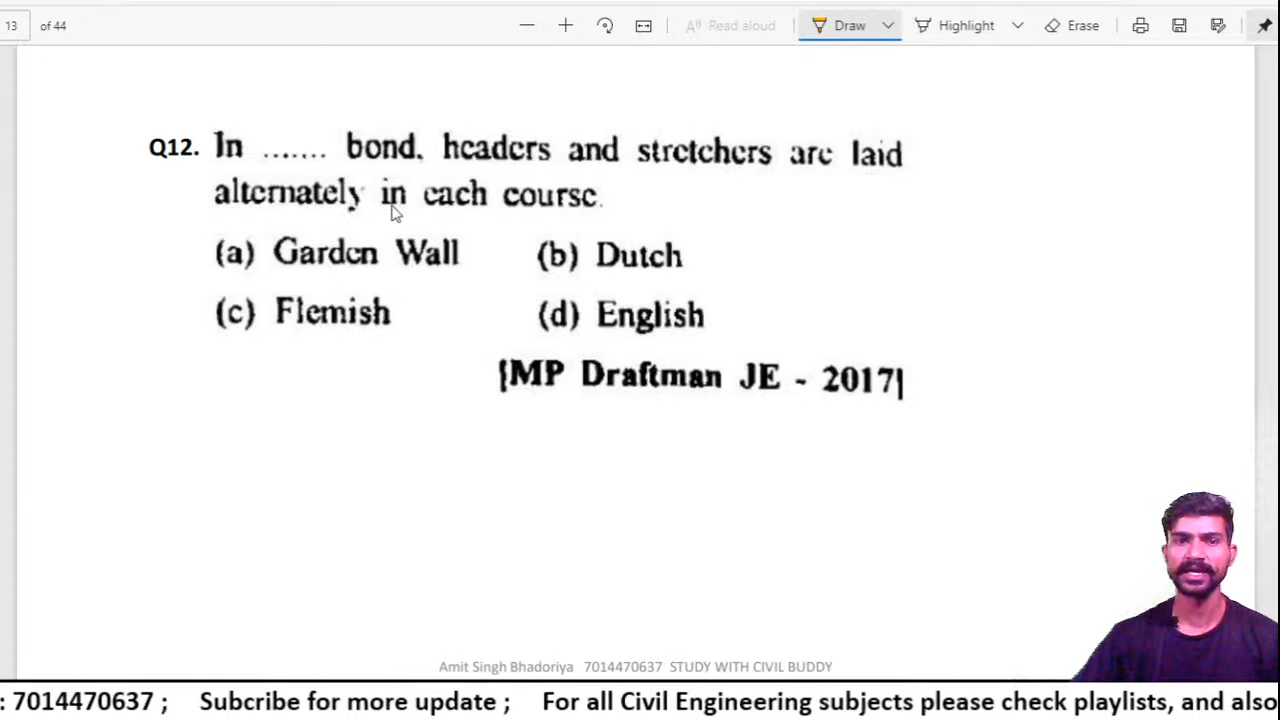 13 of 44 Read aloud Draw Highlight Erase
Q12. In ....... bond, headers and stretchers are laid
alternately in each course.
(a) Garden Wall (b) Dutch
(c) Flemish (d) English
[MP Draftman JE - 2017]
Amit Singh Bhadoriya 7014470637 STUDY WITH CIVIL BUDDY
: 7014470637 ; Subcribe for more update ; For all Civil Engineering subjects please check playlists, and also